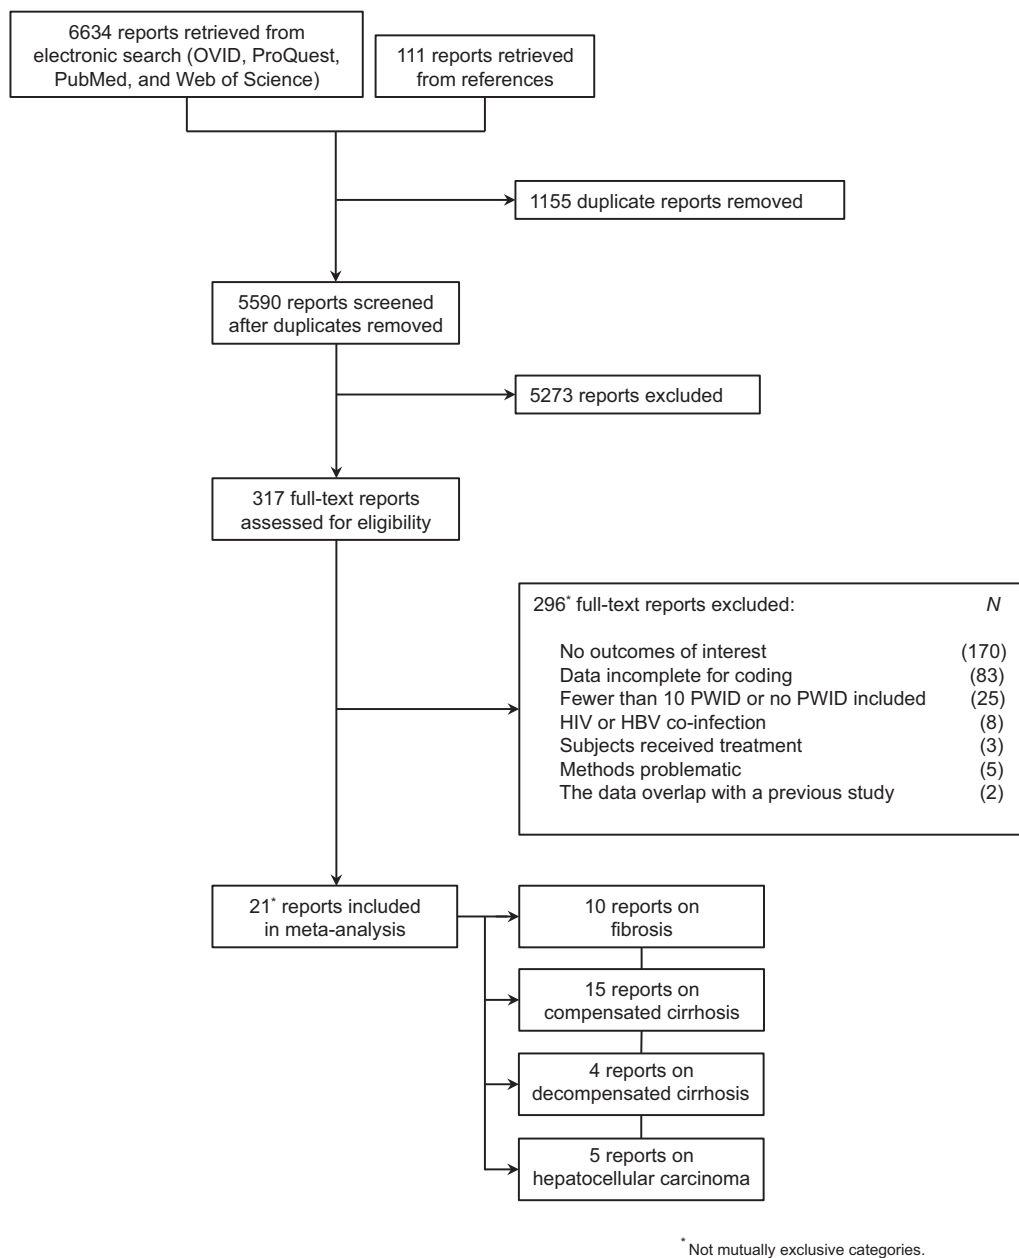 6634 reports retrieved from
electronic search (OVID, ProQuest,
PubMed, and Web of Science)
111 reports retrieved
from references
1155 duplicate reports removed
5590 reports screened
after duplicates removed
5273 reports excluded
317 full-text reports
assessed for eligibility
296* full-text reports excluded: N
No outcomes of interest (170)
Data incomplete for coding (83)
Fewer than 10 PWID or no PWID included (25)
HIV or HBV co-infection (8)
Subjects received treatment (3)
Methods problematic (5)
The data overlap with a previous study (2)
21* reports included
in meta-analysis
10 reports on
fibrosis
15 reports on
compensated cirrhosis
4 reports on
decompensated cirrhosis
5 reports on
hepatocellular carcinoma
* Not mutually exclusive categories.